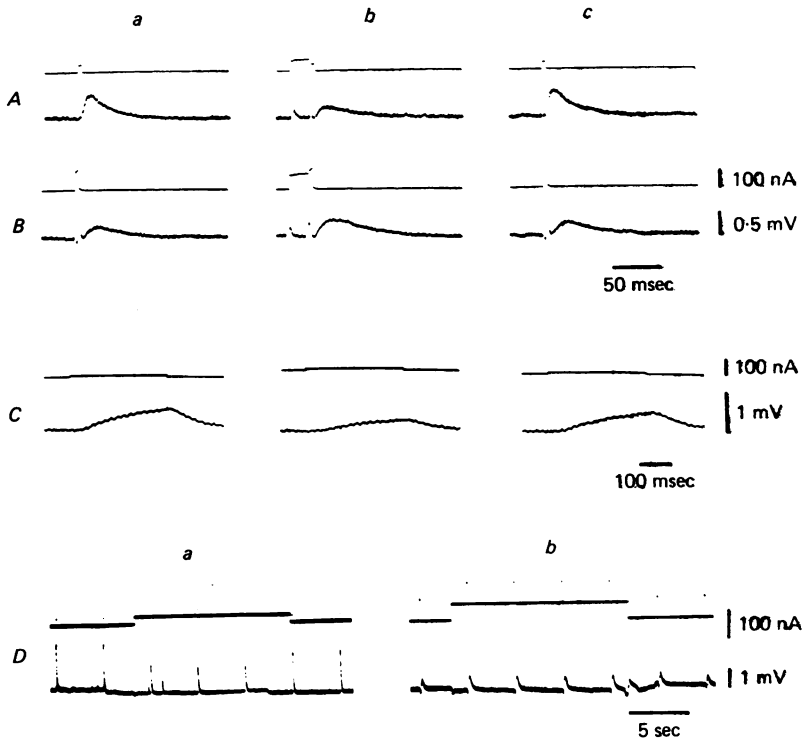 a b c
A
100 nA
B 0·5 mV
50 msec
100 nA
C 1 mV
100 msec
a b
100 nA
D 1 mV
5 sec